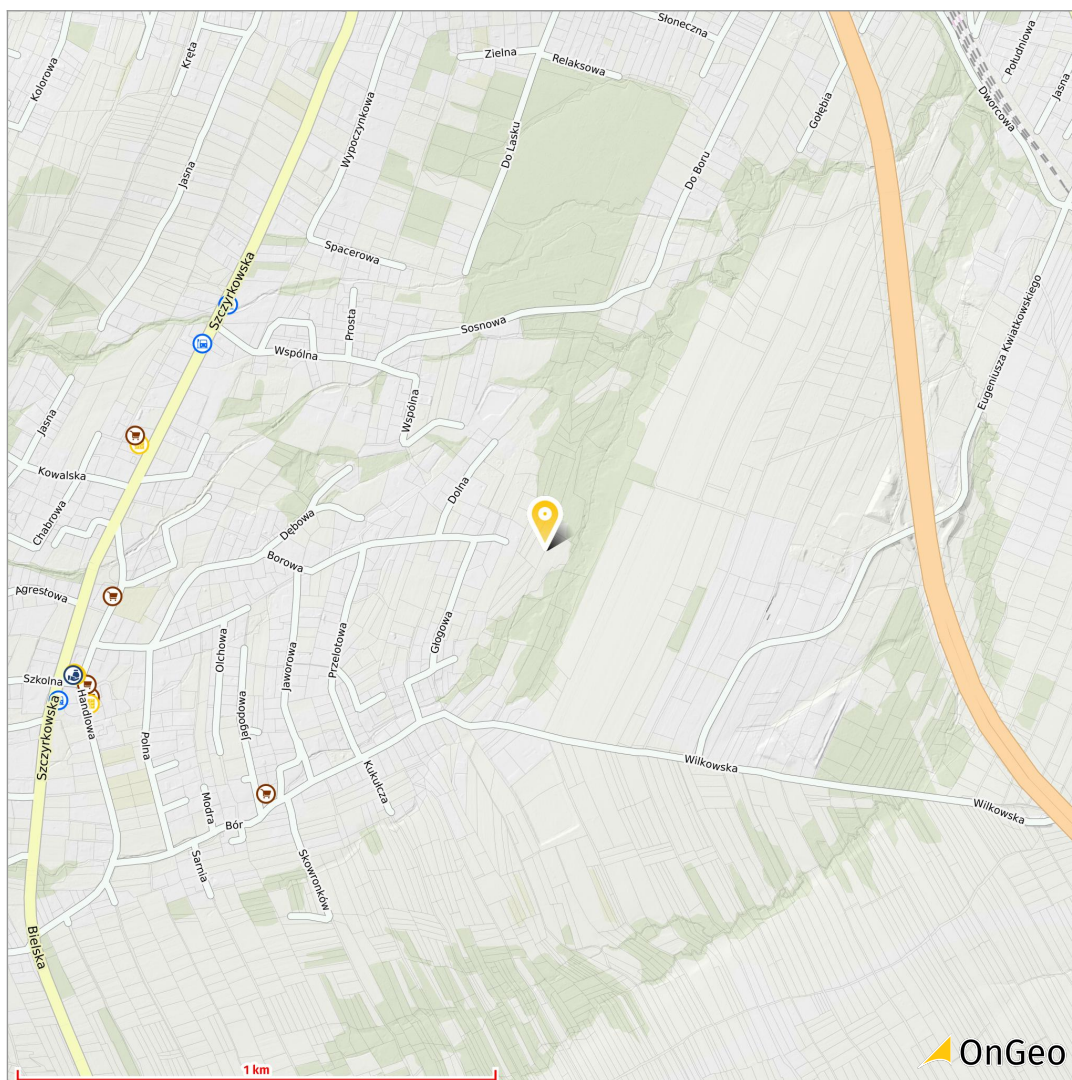 Słoneczna
Zielna
Relaksowa
Kręta
Kolorowa
Południowa
Jasna
Dworcowa
Gołębia
Wypoczynkowa
Do Lasku
Do Boru
Jasna
Spacerowa
Szczyrkowska
Prosta
Sosnowa
Wspólna
Eugeniusza Kwiatkowskiego
Wspólna
Jasna
Kowalska
Dolna
Chabrowa
Dębowa
Borowa
Agrestowa
Głogowa
Olchowa
Przelotowa
Jaworowa
Szkolna
Handlowa
Jagodowa
Szczyrkowska
Polna
Wilkowska
Kukułcza
Modra
Wilkowska
Bór
Sarnia
Skowronków
Bielska
1 km
OnGeo